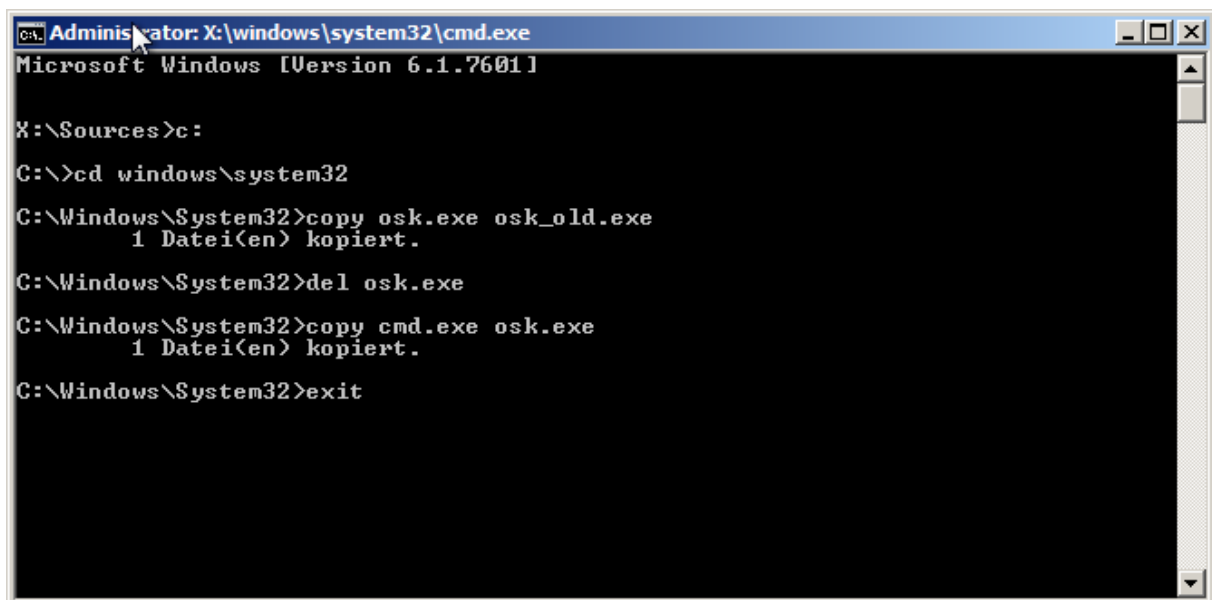 Administrator: X:\windows\system32\cmd.exe
Microsoft Windows [Version 6.1.7601]
X:\Sources>c:
C:\>cd windows\system32
C:\Windows\System32>copy osk.exe osk_old.exe
1 Datei(en) kopiert.
C:\Windows\System32>del osk.exe
C:\Windows\System32>copy cmd.exe osk.exe
1 Datei(en) kopiert.
C:\Windows\System32>exit